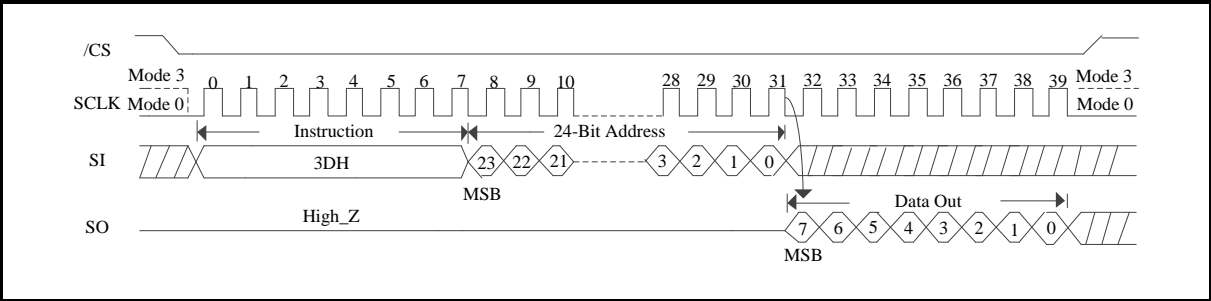 /CS
Mode 3 0 1 2 3 4 5 6 7 8 9 10 28 29 30 31 32 33 34 35 36 37 38 39 Mode 3
SCLK Mode 0 Mode 0
Instruction 24-Bit Address
SI 3DH 23 22 21 3 2 1 0
MSB
Data Out
High_Z
SO 7 6 5 4 3 2 1 0
MSB